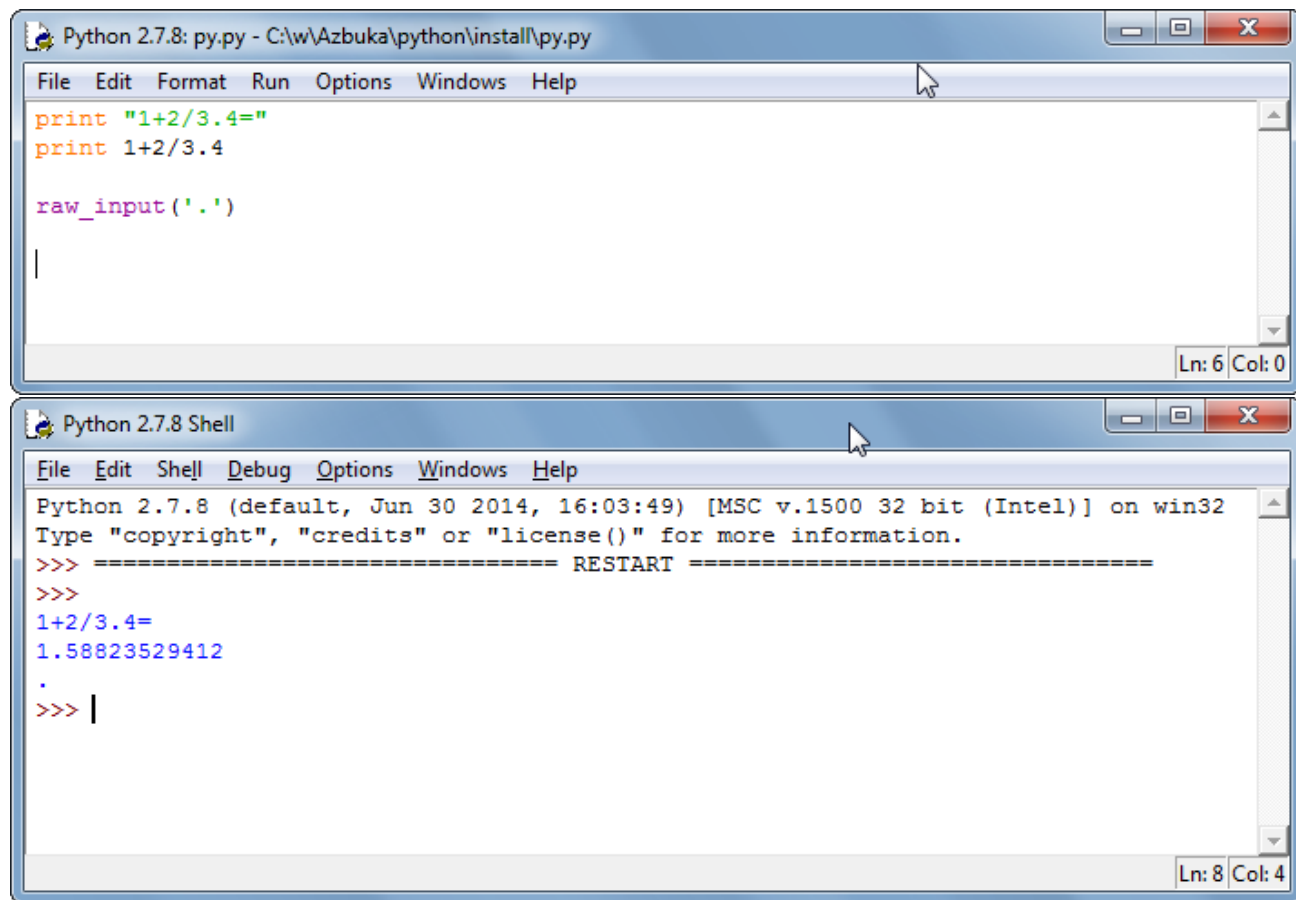 Python 2.7.8: py.py - C:\w\Azbuka\python\install\py.py
File Edit Format Run Options Windows Help
print "1+2/3.4="
print 1+2/3.4
raw_input('.')
Ln: 6 Col: 0
Python 2.7.8 Shell
File Edit Shell Debug Options Windows Help
Python 2.7.8 (default, Jun 30 2014, 16:03:49) [MSC v.1500 32 bit (Intel)] on win32
Type "copyright", "credits" or "license()" for more information.
>>> ================================ RESTART ================================
>>>
1+2/3.4=
1.58823529412
.
>>>
Ln: 8 Col: 4